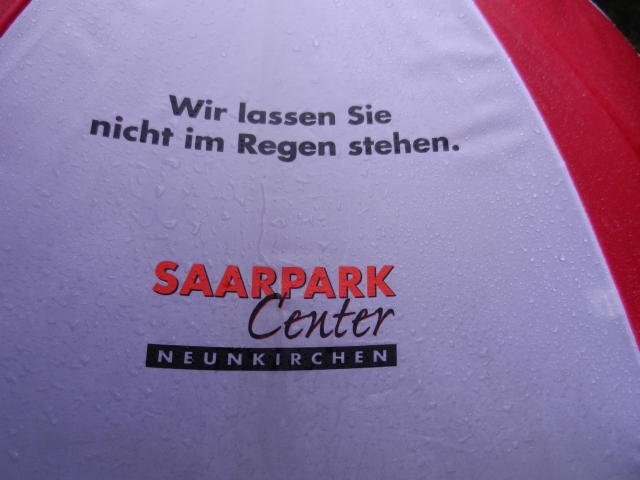 Wir lassen Sie
nicht im Regen stehen.
SAARPARK
Center
NEUNKIRCHEN